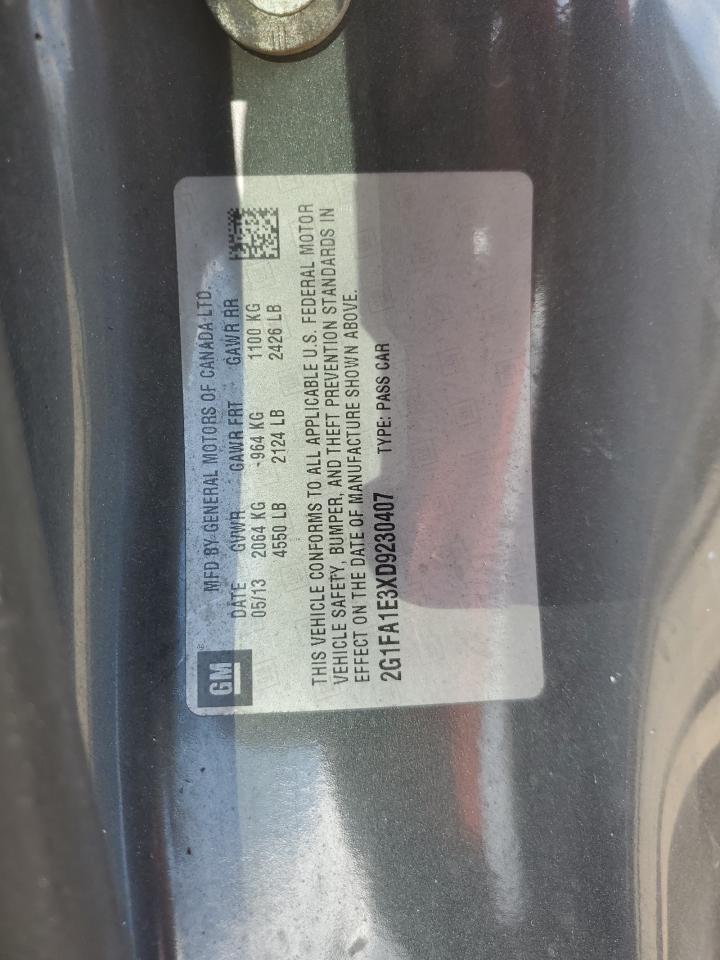 GM ®
MFD BY GENERAL MOTORS OF CANADA LTD.
DATE GVWR GAWR FRT GAWR RR
05/13 2064 KG 964 KG 1100 KG
4550 LB 2124 LB 2426 LB
THIS VEHICLE CONFORMS TO ALL APPLICABLE U.S. FEDERAL MOTOR
VEHICLE SAFETY, BUMPER, AND THEFT PREVENTION STANDARDS IN
EFFECT ON THE DATE OF MANUFACTURE SHOWN ABOVE.
2G1FA1E3XD9230407 TYPE: PASS CAR